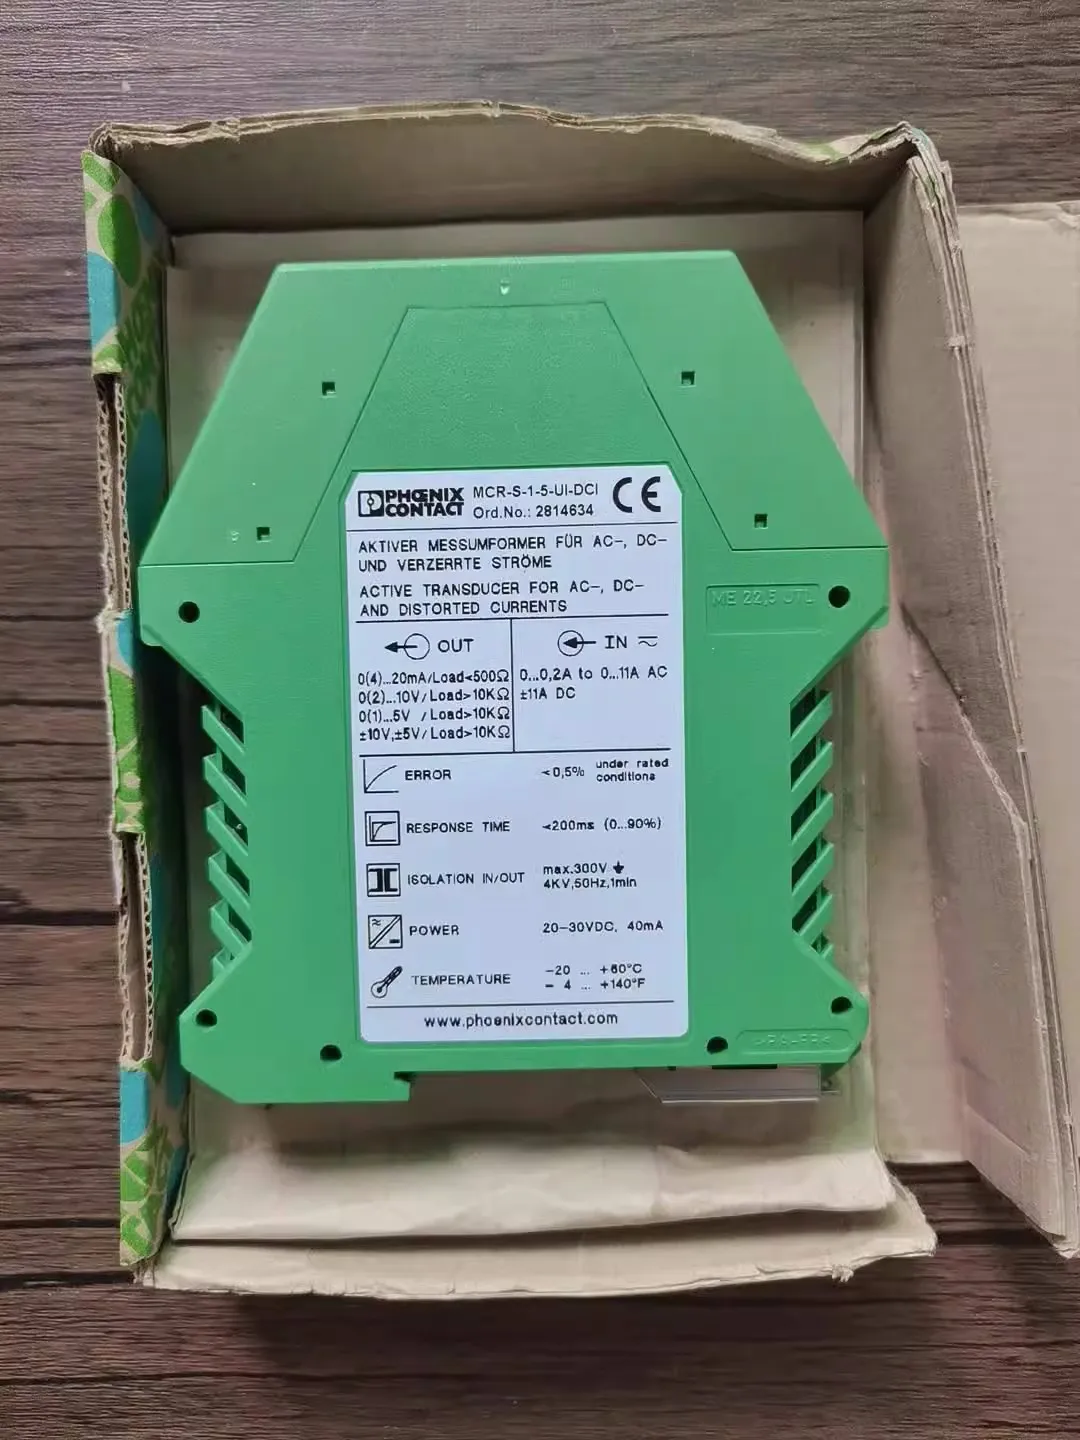 PHOENIX
CONTACT
MCR-S-1-5-UI-DCI
Ord.No.: 2814634
CE
AKTIVER MESSUMFORMER FÜR AC-, DC-
UND VERZERRTE STRÖME
ACTIVE TRANSDUCER FOR AC-, DC-
AND DISTORTED CURRENTS
OUT
0(4)...20mA/Load<500Ω
0(2)...10V/Load>10KΩ
0(1)...5V /Load>10KΩ
±10V,±5V/Load>10KΩ
IN
0...0,2A to 0...11A AC
±11A DC
ERROR
<0,5% under rated
conditions
RESPONSE TIME
<200ms (0...90%)
ISOLATION IN/OUT
max.300V
4KV,50Hz,1min
POWER
20-30VDC, 40mA
TEMPERATURE
-20 ... +60°C
- 4 ... +140°F
www.phoenixcontact.com
ME 22,5 UTL